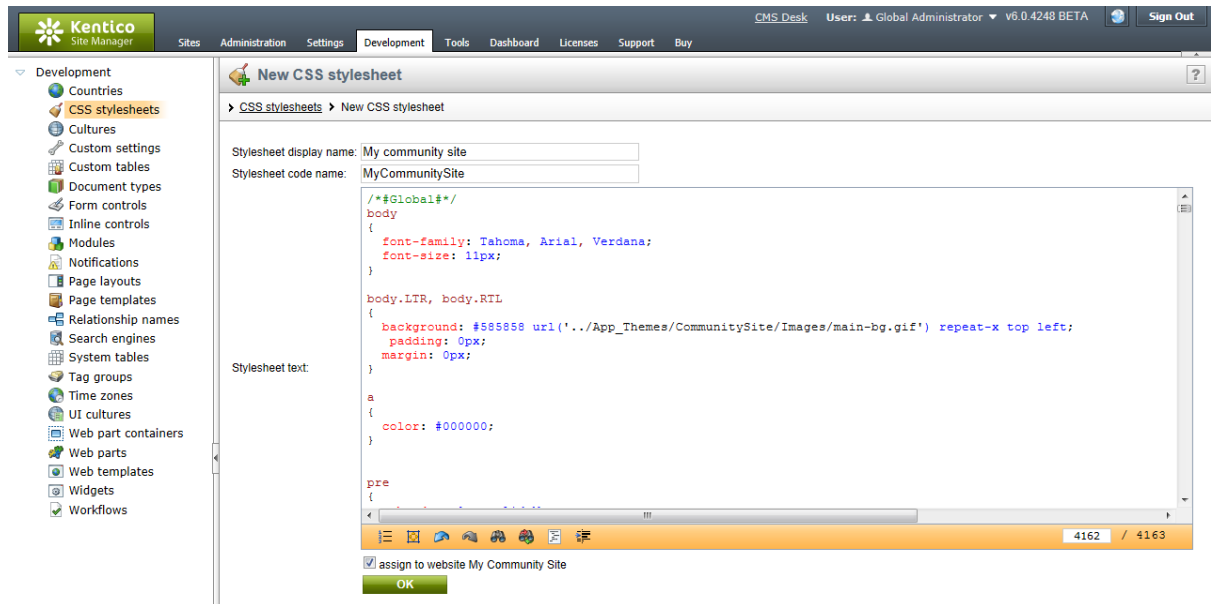 CMS Desk User: Global Administrator v6.0.4248 BETA Sign Out
Kentico
Site Manager
Sites Administration Settings Development Tools Dashboard Licenses Support Buy
Development
Countries
CSS stylesheets
Cultures
Custom settings
Custom tables
Document types
Form controls
Inline controls
Modules
Notifications
Page layouts
Page templates
Relationship names
Search engines
System tables
Tag groups
Time zones
UI cultures
Web part containers
Web parts
Web templates
Widgets
Workflows
New CSS stylesheet ?
> CSS stylesheets > New CSS stylesheet
Stylesheet display name: My community site
Stylesheet code name: MyCommunitySite
Stylesheet text:
/*#Global#*/
body
{
font-family: Tahoma, Arial, Verdana;
font-size: 11px;
}
body.LTR, body.RTL
{
background: #585858 url('../App_Themes/CommunitySite/Images/main-bg.gif') repeat-x top left;
padding: 0px;
margin: 0px;
}
a
{
color: #000000;
}
pre
{
4162 / 4163
assign to website My Community Site
OK